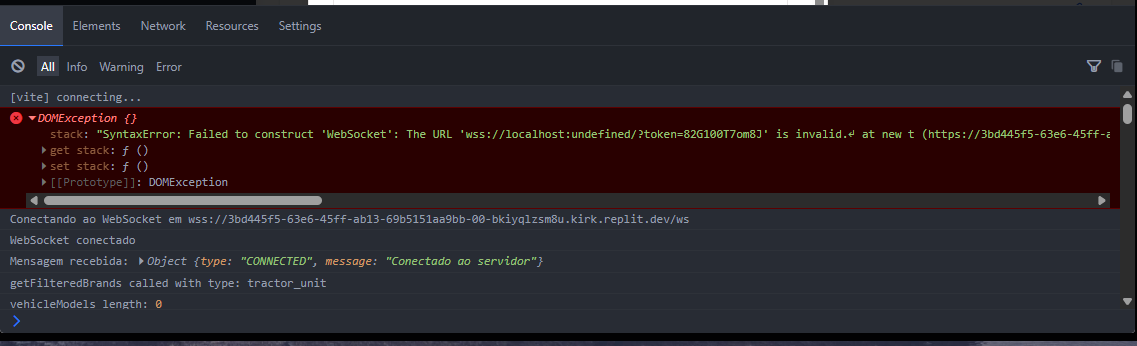 Console Elements Network Resources Settings
All Info Warning Error
[vite] connecting...
DOMException {}
stack: "SyntaxError: Failed to construct 'WebSocket': The URL 'wss://localhost:undefined/?token=82G100T7om8J' is invalid.↵ at new t (https://3bd445f5-63e6-45ff-a
get stack: ƒ ()
set stack: ƒ ()
[[Prototype]]: DOMException
Conectando ao WebSocket em wss://3bd445f5-63e6-45ff-ab13-69b5151aa9bb-00-bkiyqlzsm8u.kirk.replit.dev/ws
WebSocket conectado
Mensagem recebida: Object {type: "CONNECTED", message: "Conectado ao servidor"}
getFilteredBrands called with type: tractor_unit
vehicleModels length: 0